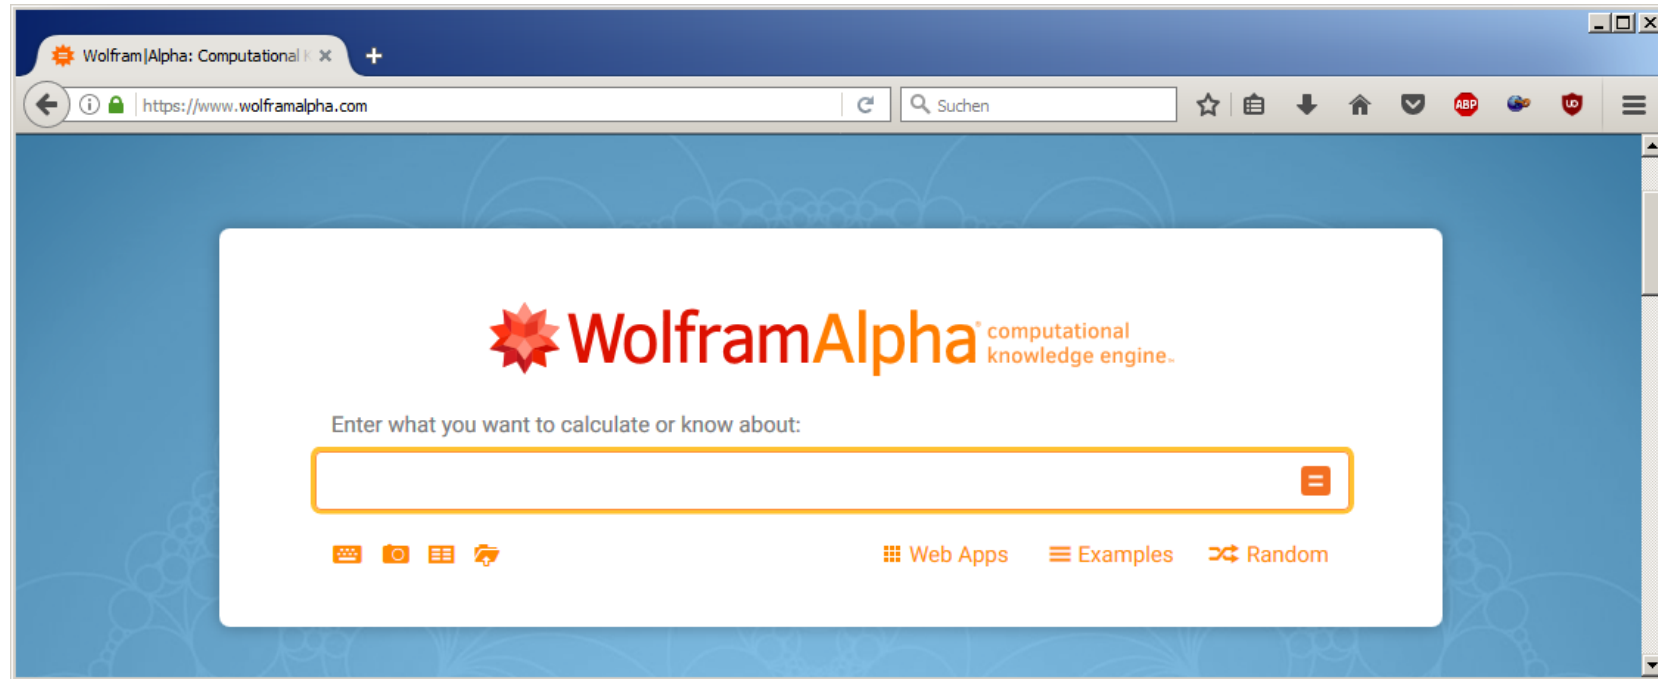 Wolfram|Alpha: Computational K
https://www.wolframalpha.com
Suchen
ABP
WolframAlpha® computational
knowledge engine™
Enter what you want to calculate or know about:
=
Web Apps Examples Random